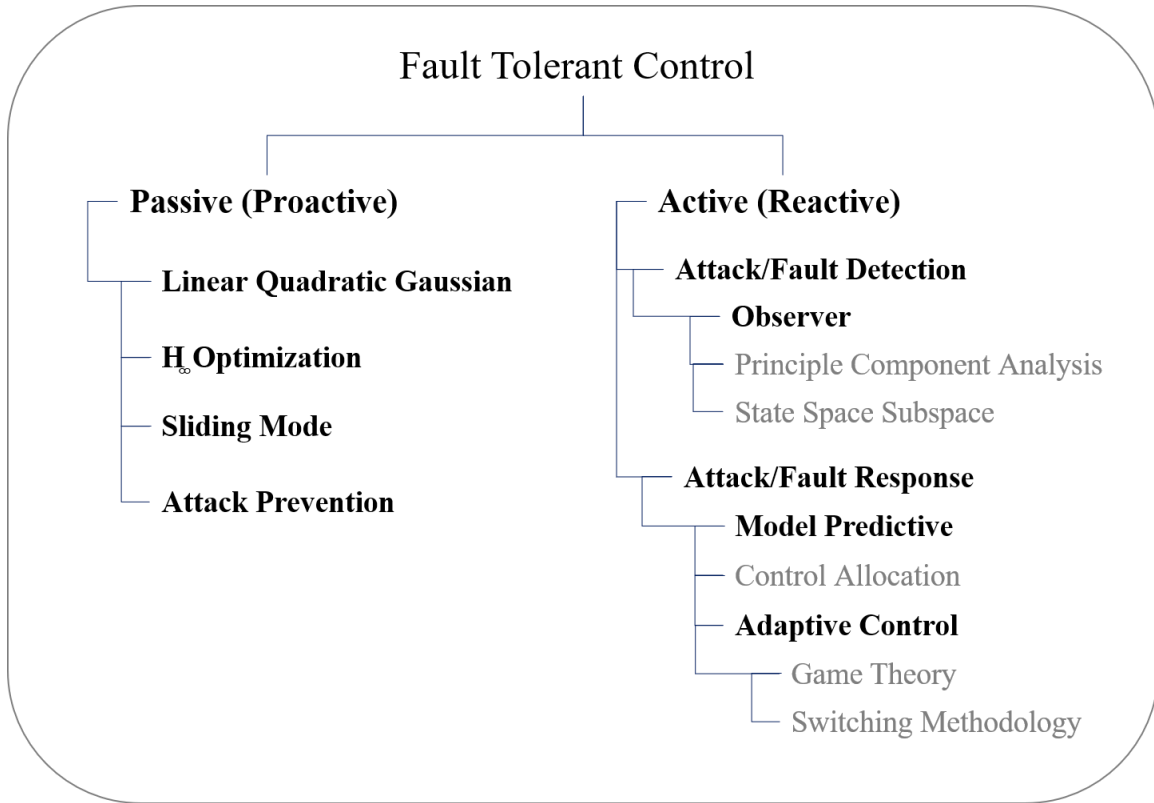 Fault Tolerant Control
Passive (Proactive)
Linear Quadratic Gaussian
H∞ Optimization
Sliding Mode
Attack Prevention
Active (Reactive)
Attack/Fault Detection
Observer
Principle Component Analysis
State Space Subspace
Attack/Fault Response
Model Predictive
Control Allocation
Adaptive Control
Game Theory
Switching Methodology